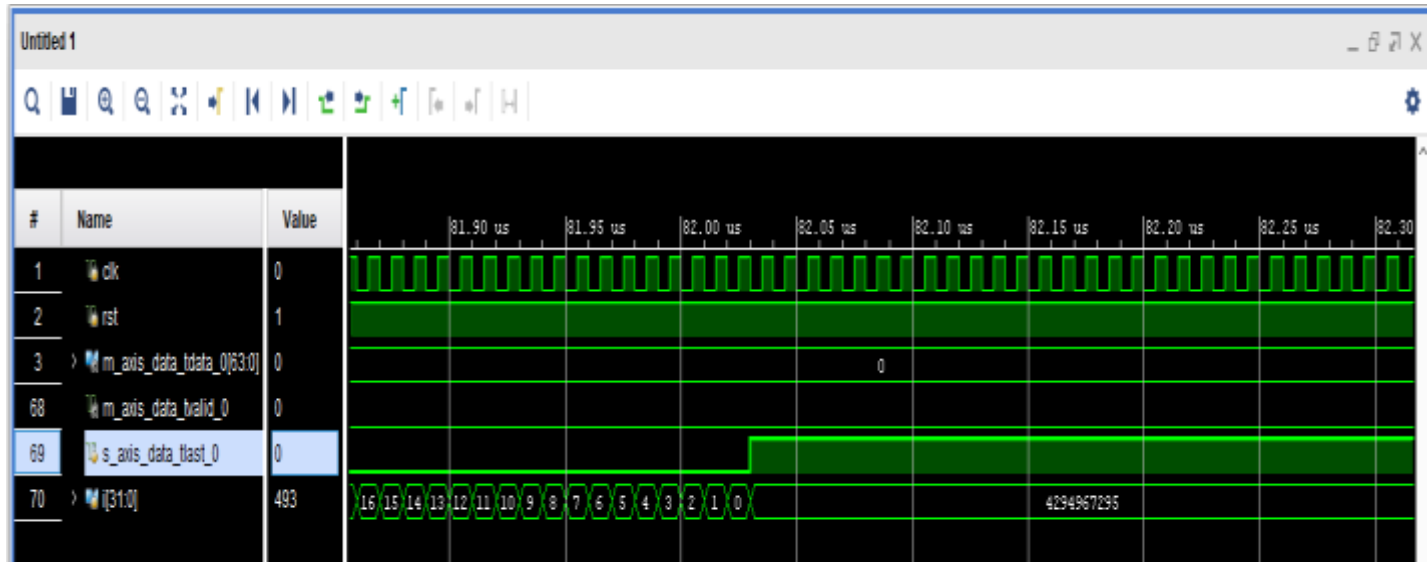 Untitled 1
# Name Value
81.90 us 81.95 us 82.00 us 82.05 us 82.10 us 82.15 us 82.20 us 82.25 us 82.30
1 clk 0
2 rst 1
3 m_axis_data_tdata_0[63:0] 0 0
68 m_axis_data_tvalid_0 0
69 s_axis_data_tlast_0 0
70 i[31:0] 493 16 15 14 13 12 11 10 9 8 7 6 5 4 3 2 1 0 4294967295